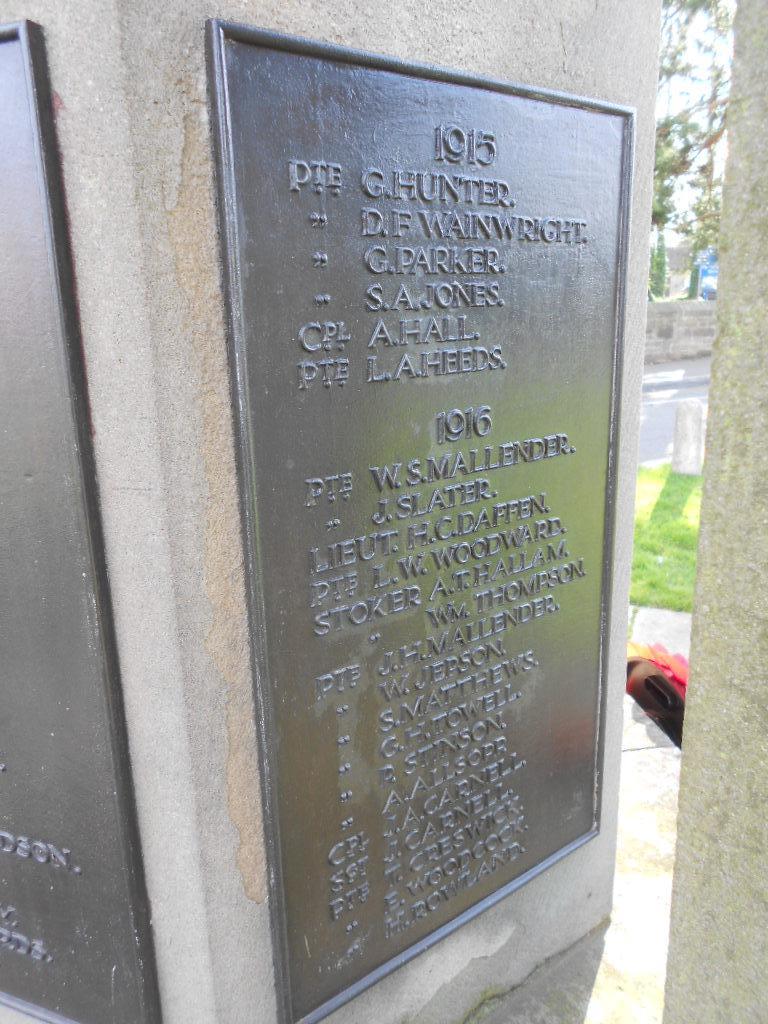 1915
PTE G. HUNTER.
" D. F WAINWRIGHT.
" G. PARKER.
" S. A. JONES.
CPL A. HALL.
PTE L. A. HEEDS.
1916
PTE W. S. MALLENDER.
" J. SLATER.
LIEUT. H. C. DAFFEN.
PTE L. W. WOODWARD.
STOKER A. T. HALLAM.
" WM. THOMPSON.
PTE J. H. MALLENDER.
" W. JEPSON.
" S. MATTHEWS.
" G. H. TOWELL.
" STINSON.
" A. ALLSOPP.
" A. CARNELL.
CPL J. CARNELL.
SGT T. CRESWICK.
PTE E. WOODCOCK.
" H. ROWLAND.
DSON.